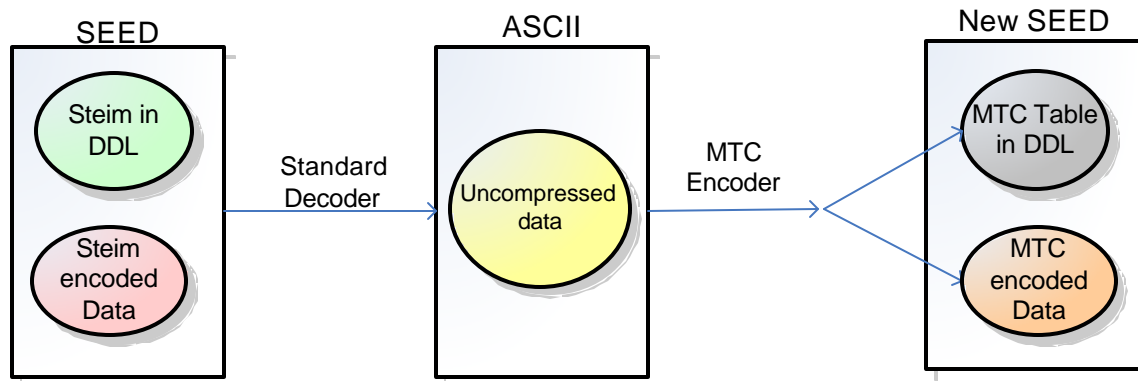 SEED
Steim in
DDL
Steim
encoded
Data
Standard
Decoder
ASCII
Uncompressed
data
MTC
Encoder
New SEED
MTC Table
in DDL
MTC
encoded
Data